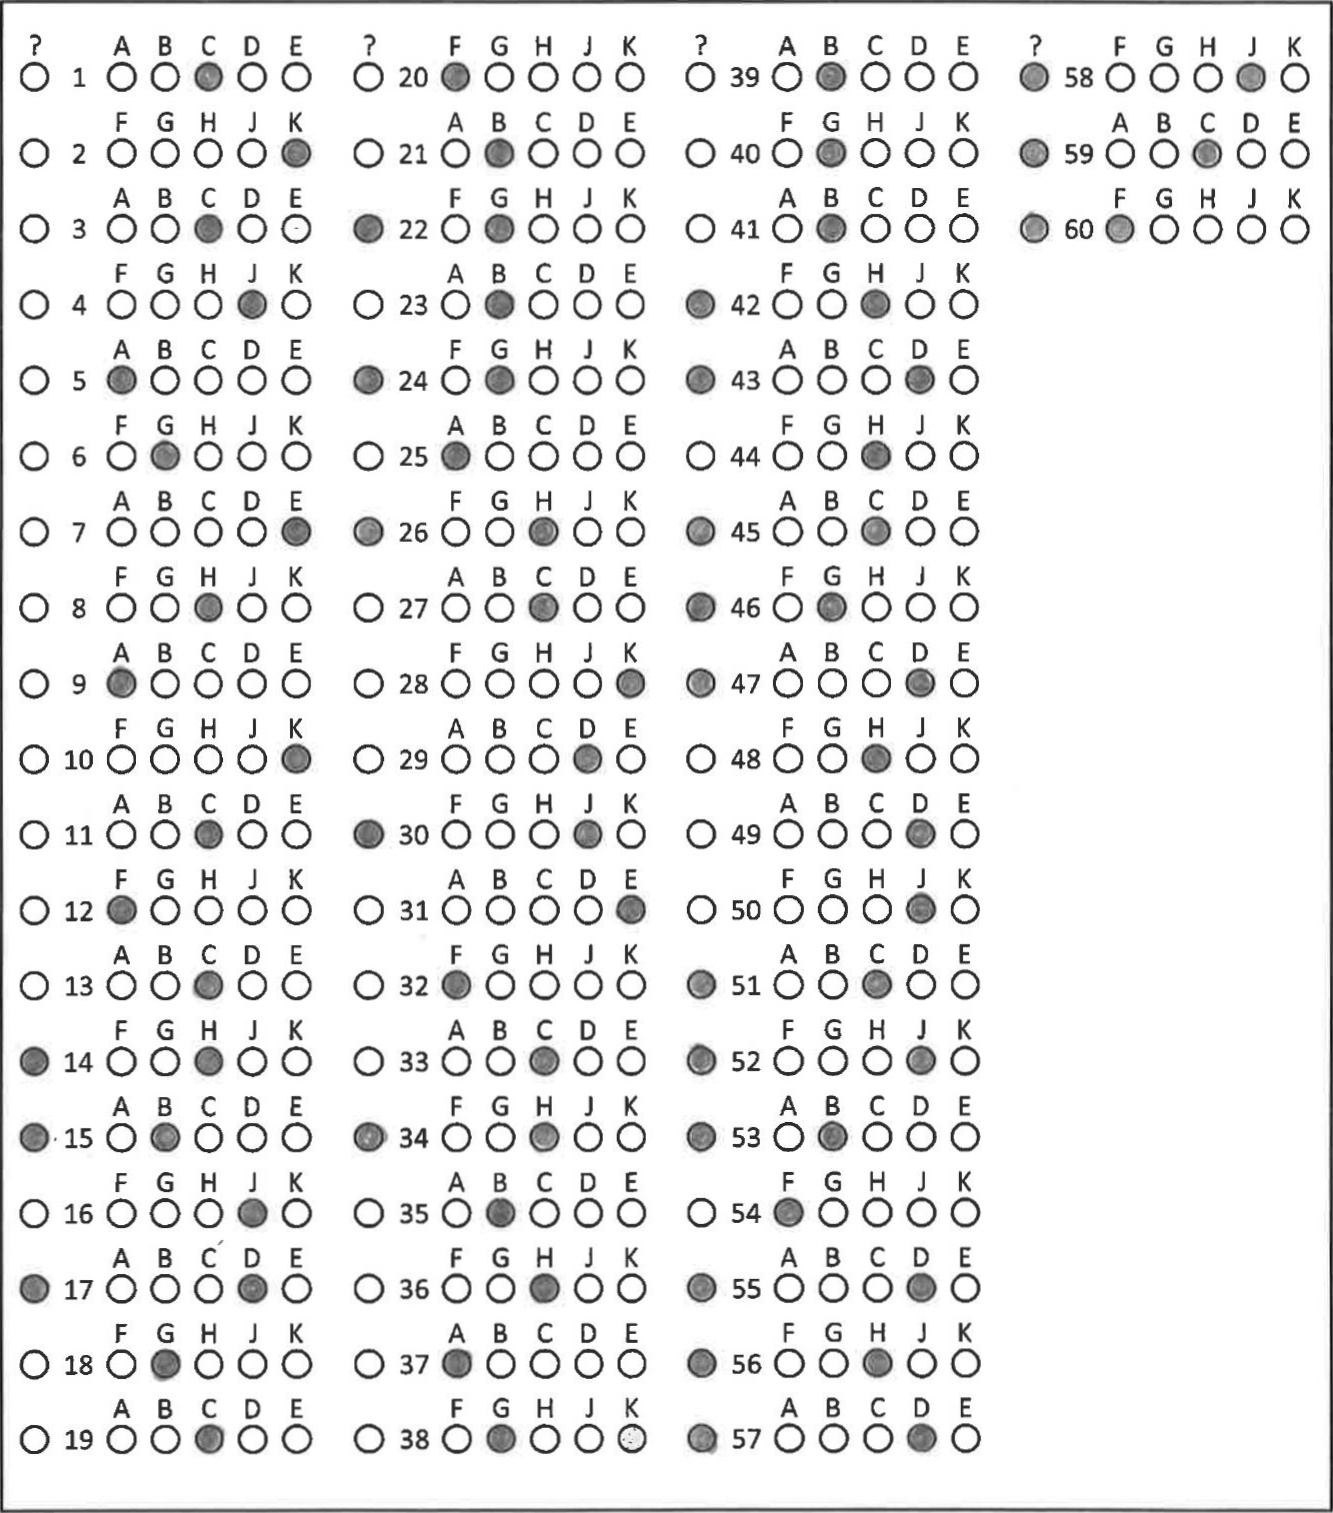 ? A B C D E ? F G H J K ? A B C D E ? F G H J K
1 20 39 58
F G H J K A B C D E F G H J K A B C D E
2 21 40 59
A B C D E F G H J K A B C D E F G H J K
3 22 41 60
F G H J K A B C D E F G H J K
4 23 42
A B C D E F G H J K A B C D E
5 24 43
F G H J K A B C D E F G H J K
6 25 44
A B C D E F G H J K A B C D E
7 26 45
F G H J K A B C D E F G H J K
8 27 46
A B C D E F G H J K A B C D E
9 28 47
F G H J K A B C D E F G H J K
10 29 48
A B C D E F G H J K A B C D E
11 30 49
F G H J K A B C D E F G H J K
12 31 50
A B C D E F G H J K A B C D E
13 32 51
F G H J K A B C D E F G H J K
14 33 52
A B C D E F G H J K A B C D E
15 34 53
F G H J K A B C D E F G H J K
16 35 54
A B C D E F G H J K A B C D E
17 36 55
F G H J K A B C D E F G H J K
18 37 56
A B C D E F G H J K A B C D E
19 38 57